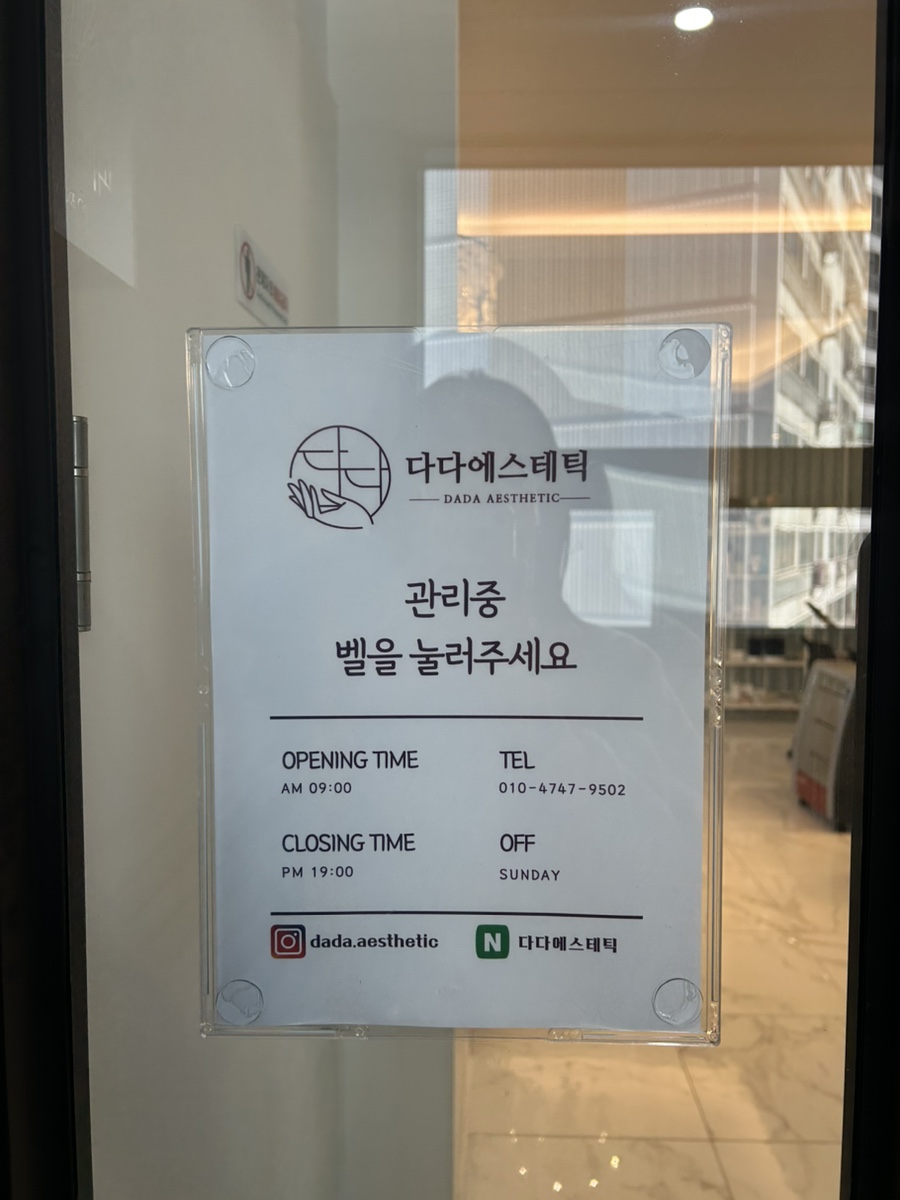 다다에스테틱
DADA AESTHETIC
관리중
벨을 눌러주세요
OPENING TIME
AM 09:00
TEL
010-4747-9502
CLOSING TIME
PM 19:00
OFF
SUNDAY
dada.aesthetic
N 다다에스테틱